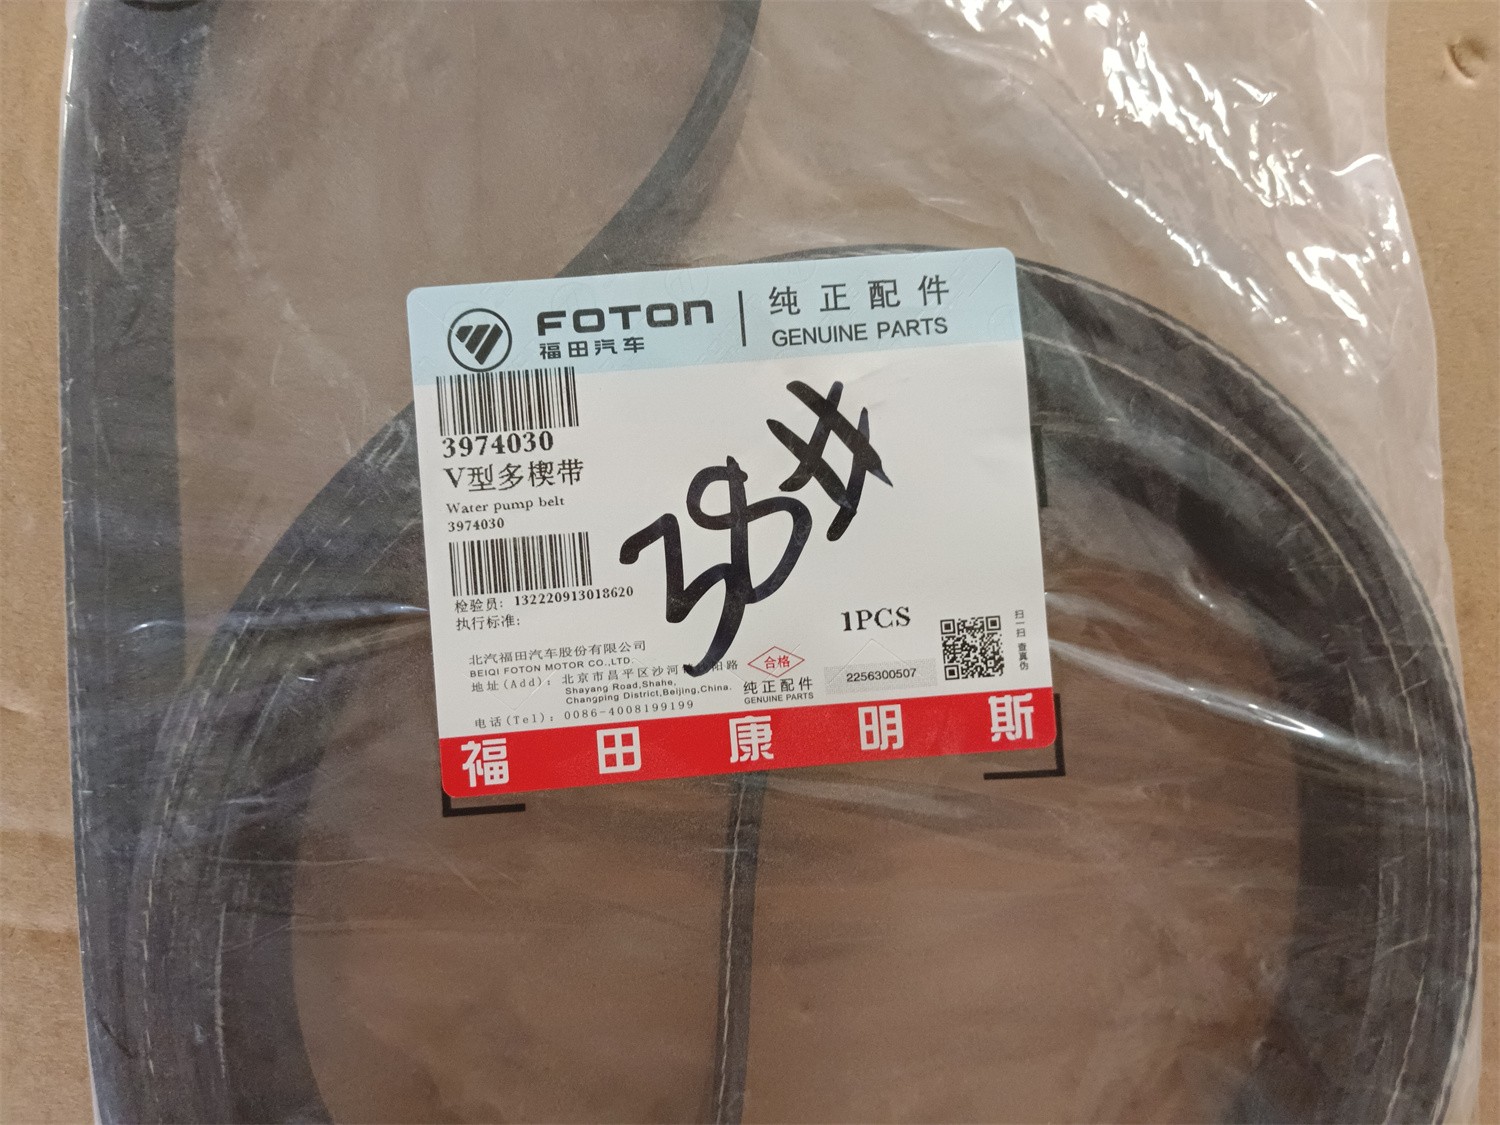 FOTON
福田汽车
纯正配件
GENUINE PARTS
3974030
V型多楔带
Water pump belt
3974030
38#
检验员: 132220913018620
执行标准:
1PCS
北汽福田汽车股份有限公司
BEIQI FOTON MOTOR CO.,LTD.
地址(Add): 北京市昌平区沙河 阳路
Shayang Road,Shahe,
Changping District,Beijing,China.
电话(Tel): 0086-4008199199
合格
纯正配件
GENUINE PARTS
2256300507
扫一扫 查真伪
福田康明斯